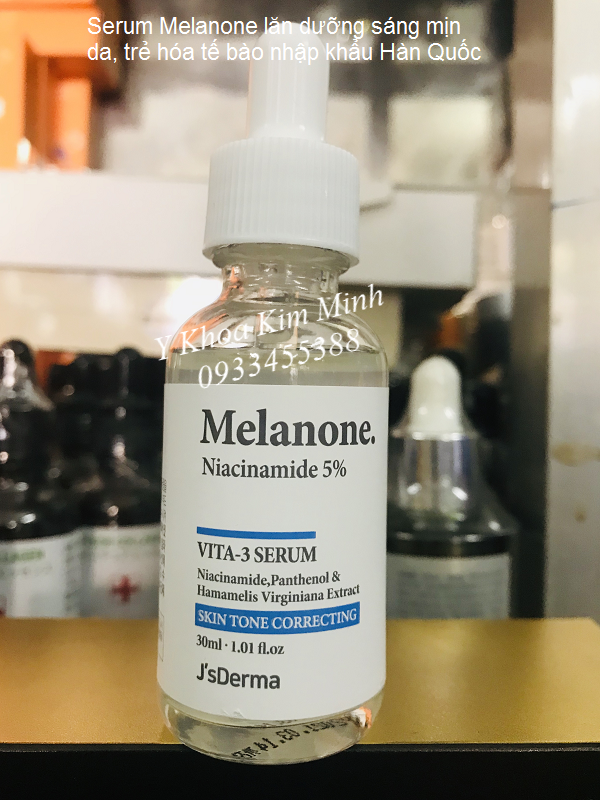 Serum Melanone lăn dưỡng sáng mịn
da, trẻ hóa tế bào nhập khẩu Hàn Quốc
Y Khoa Kim Minh
0933455388
Melanone.
Niacinamide 5%
VITA-3 SERUM
Niacinamide,Panthenol &
Hamamelis Virginiana Extract
SKIN TONE CORRECTING
30ml · 1.01 fl.oz
J'sDerma